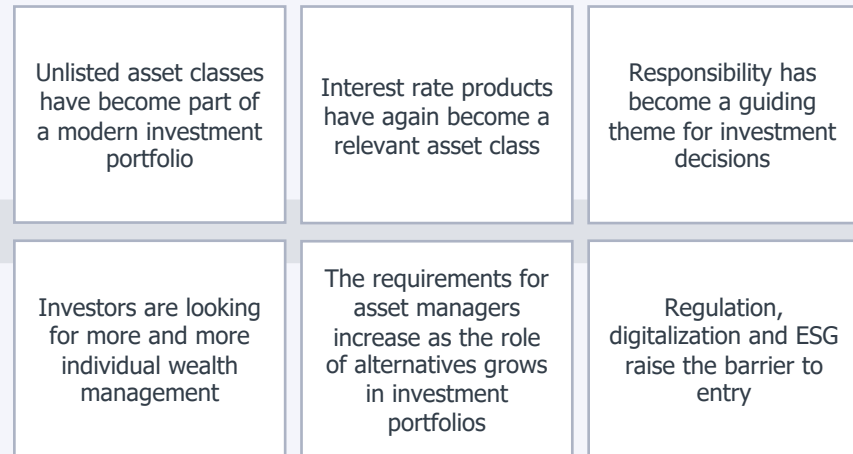 Unlisted asset classes
have become part of
a modern investment
portfolio
Interest rate products
have again become a
relevant asset class
Responsibility has
become a guiding
theme for investment
decisions
Investors are looking
for more and more
individual wealth
management
The requirements for
asset managers
increase as the role
of alternatives grows
in investment
portfolios
Regulation,
digitalization and ESG
raise the barrier to
entry